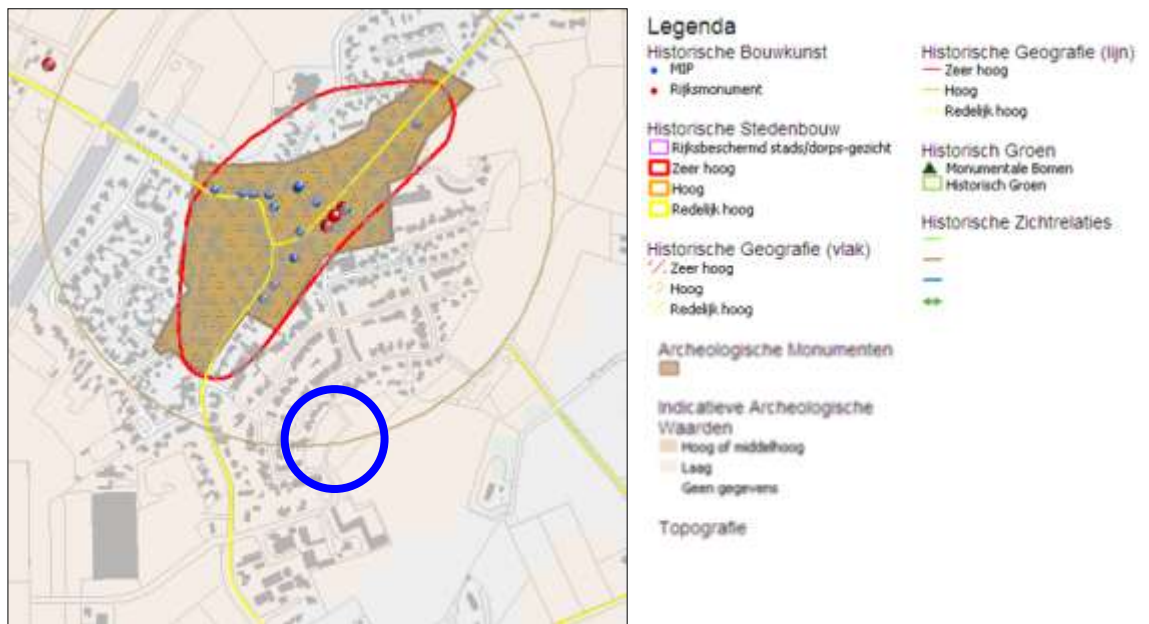 Legenda
Historische Bouwkunst
MIP
Rijksmonument
Historische Stedenbouw
Rijksbeschermd stads/dorps-gezicht
Zeer hoog
Hoog
Redelijk hoog
Historische Geografie (vlak)
Zeer hoog
Hoog
Redelijk hoog
Archeologische Monumenten
Indicatieve Archeologische
Waarden
Hoog of middelhoog
Laag
Geen gegevens
Topografie
Historische Geografie (lijn)
Zeer hoog
Hoog
Redelijk hoog
Historisch Groen
Monumentale Bomen
Historisch Groen
Historische Zichtrelaties